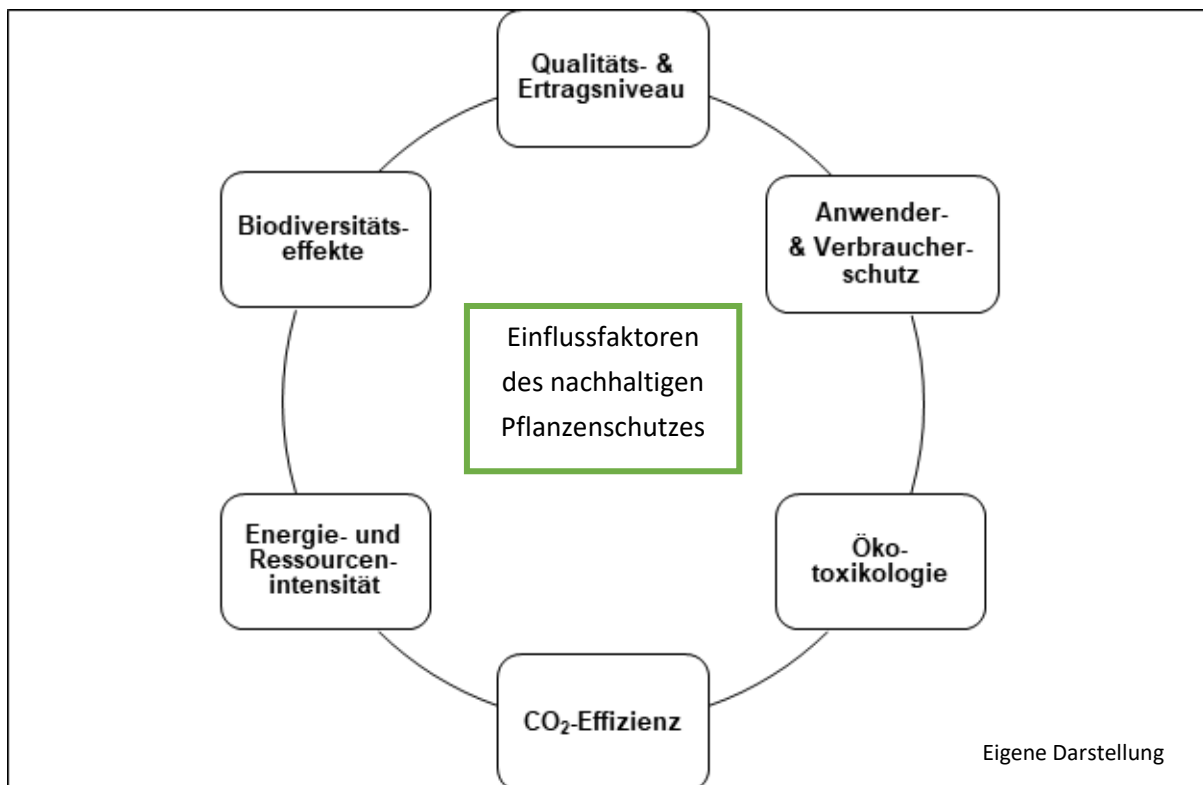 Qualitäts- &
Ertragsniveau
Anwender-
& Verbraucher-
schutz
Öko-
toxikologie
CO₂-Effizienz
Energie- und
Ressourcen-
intensität
Biodiversitäts-
effekte
Einflussfaktoren
des nachhaltigen
Pflanzenschutzes
Eigene Darstellung